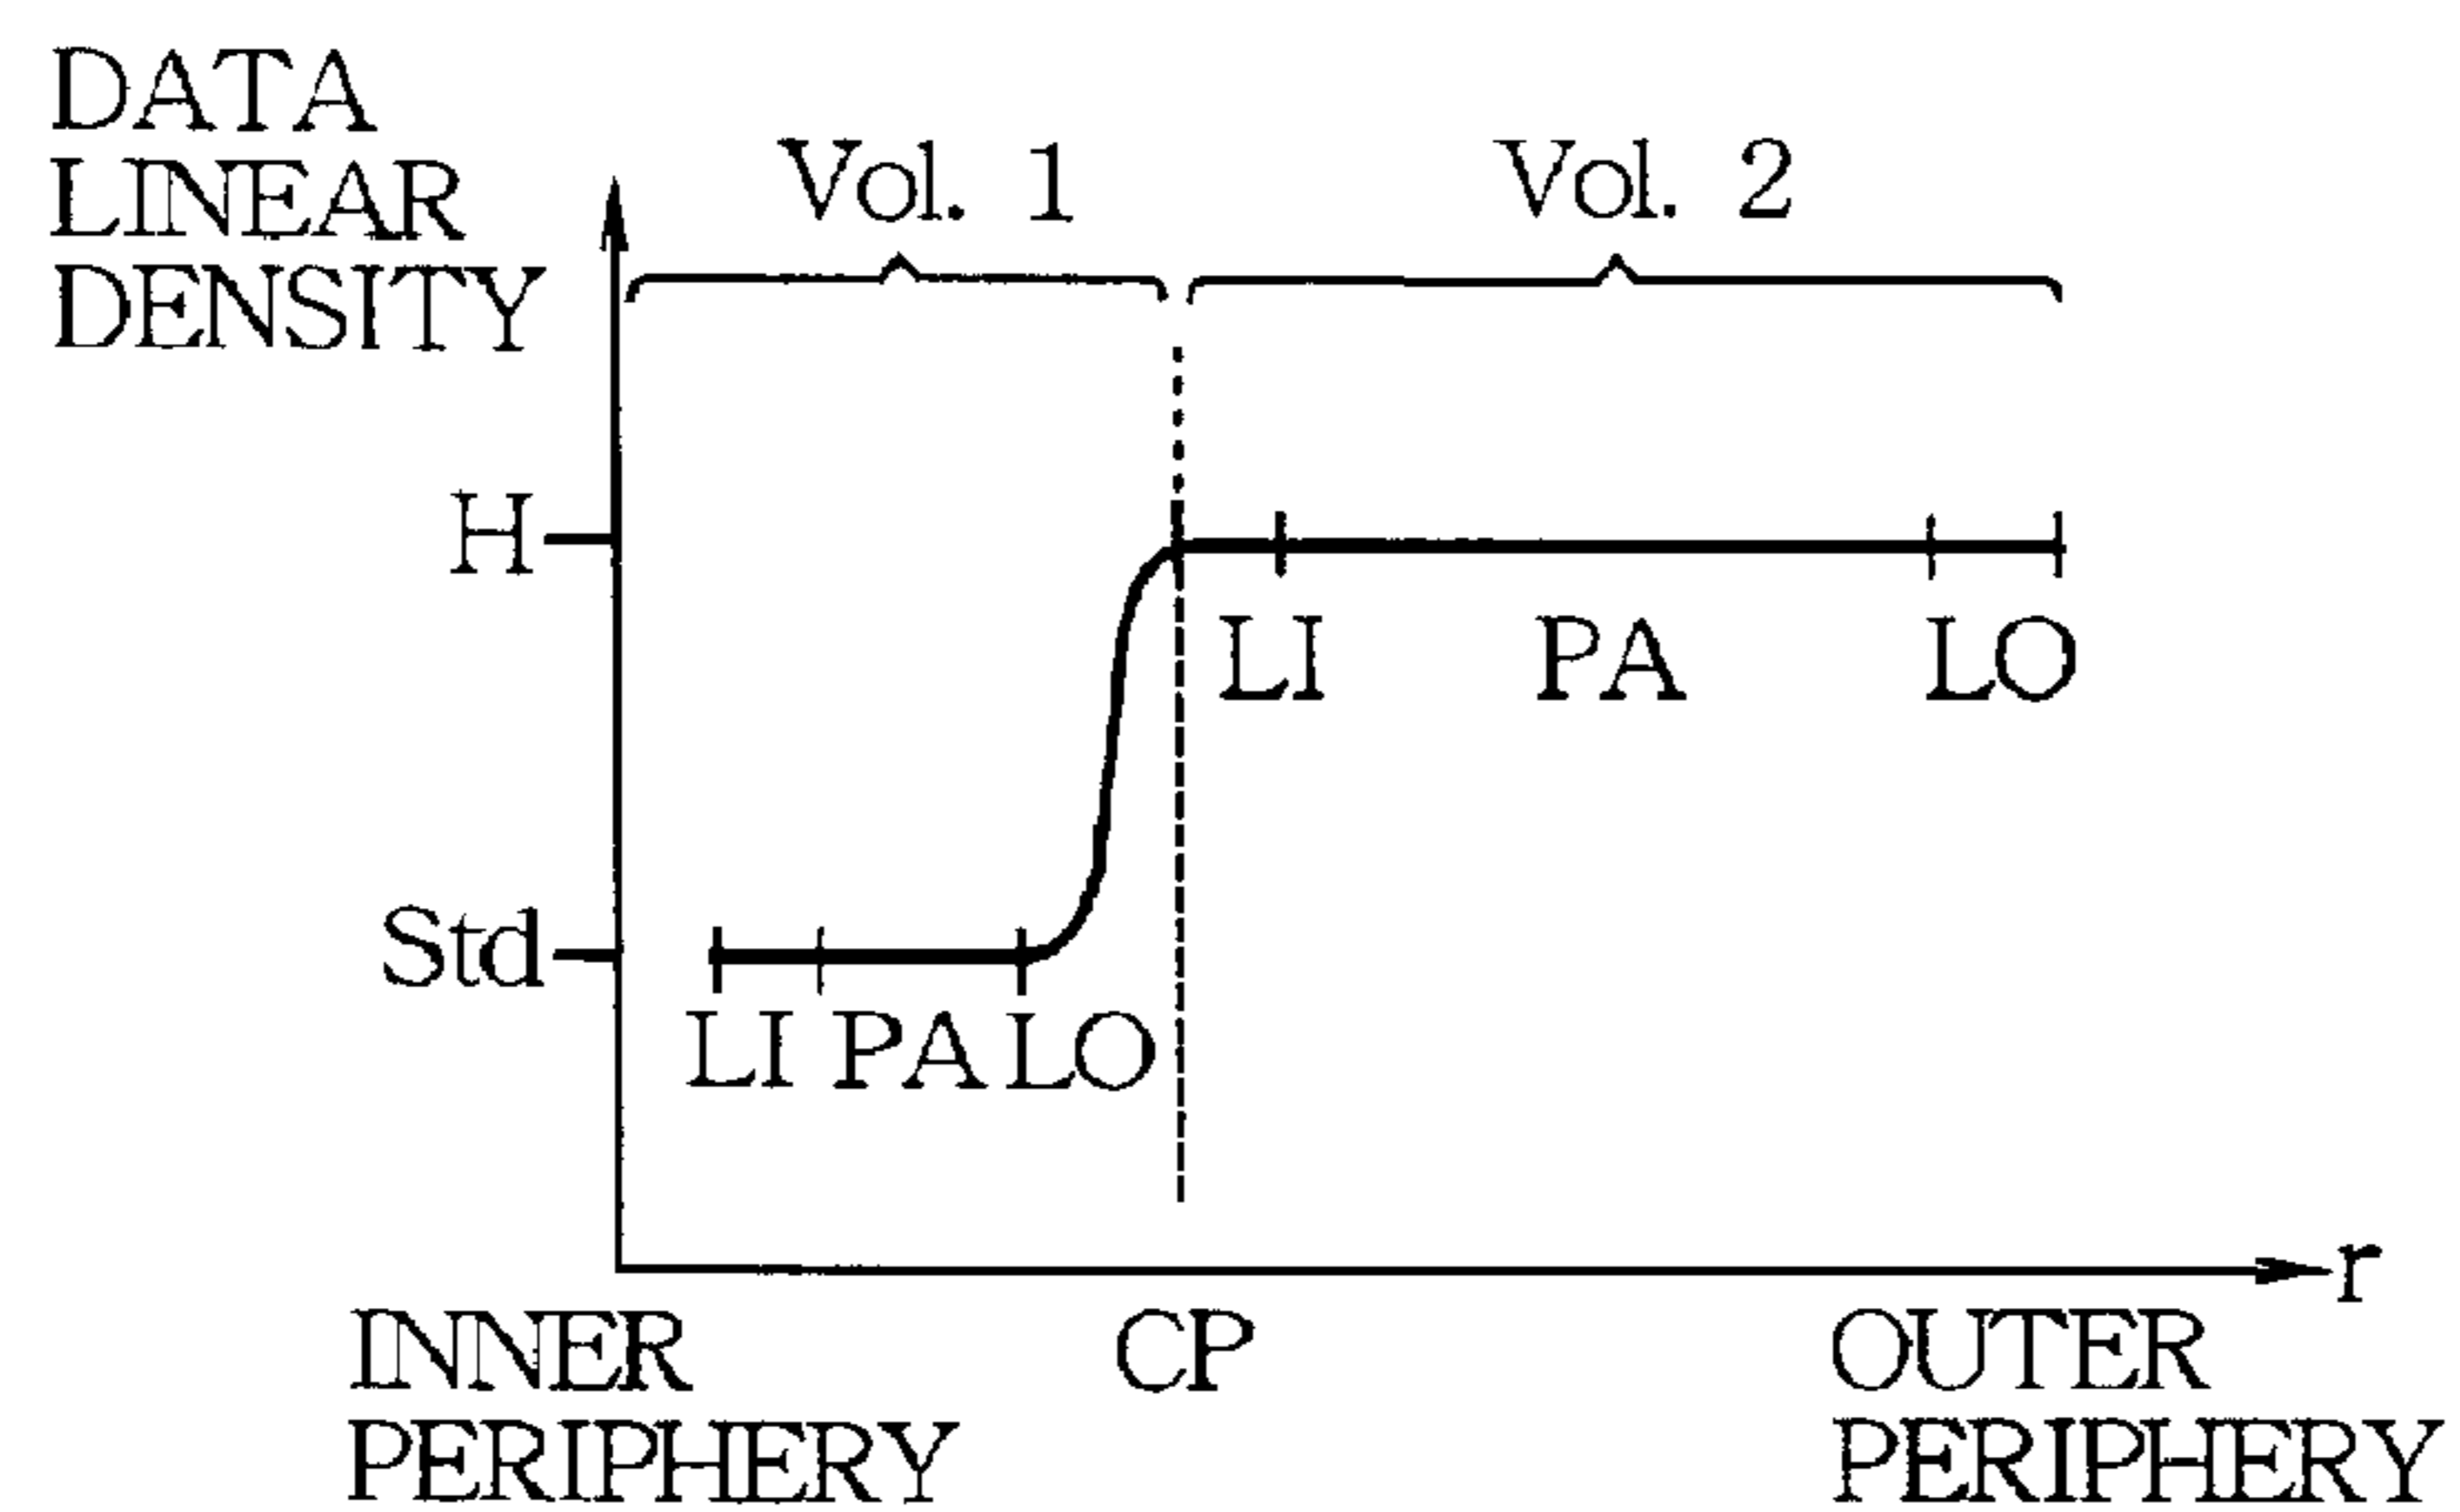 DATA
LINEAR
DENSITY
Vol. 1
Vol. 2
H
LI PA LO
Std
LI PA LO
r
INNER
PERIPHERY
CP
OUTER
PERIPHERY